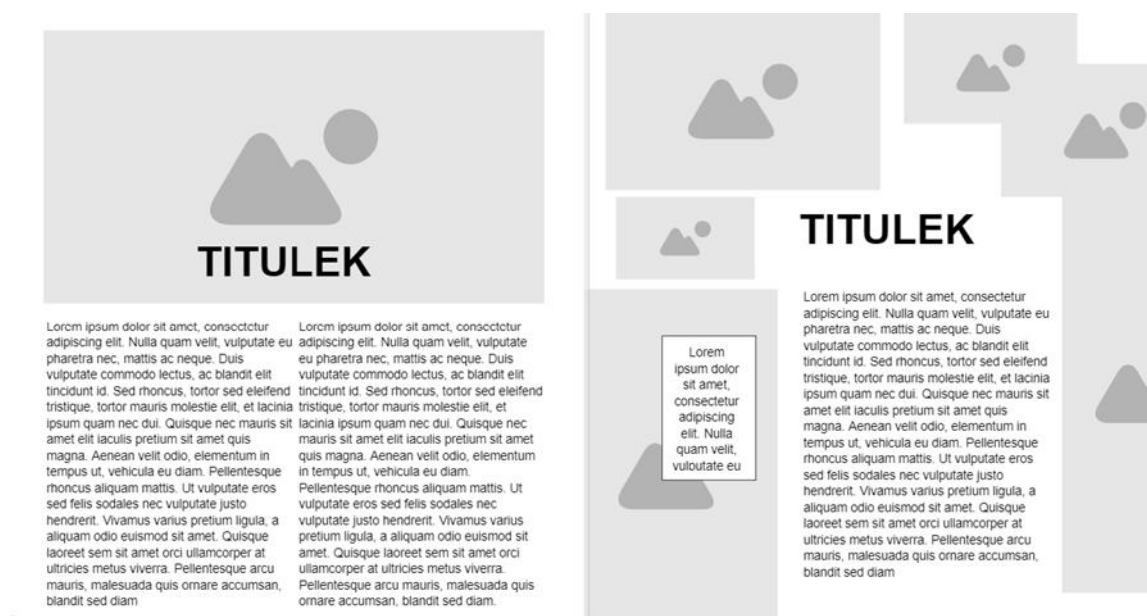 TITULEK
Lorem ipsum dolor sit amet, consectetur
adipiscing elit. Nulla quam velit, vulputate eu
pharetra nec, mattis ac neque. Duis
vulputate commodo lectus, ac blandit elit
tincidunt id. Sed rhoncus, tortor sed eleifend
tristique, tortor mauris molestie elit, et lacinia
ipsum quam nec dui. Quisque nec mauris sit
amet elit iaculis pretium sit amet quis
magna. Aenean velit odio, elementum in
tempus ut, vehicula eu diam. Pellentesque
rhoncus aliquam mattis. Ut vulputate eros
sed felis sodales nec vulputate justo
hendrerit. Vivamus varius pretium ligula, a
aliquam odio euismod sit amet. Quisque
laoreet sem sit amet orci ullamcorper at
ultricies metus viverra. Pellentesque arcu
mauris, malesuada quis ornare accumsan,
blandit sed diam
Lorem ipsum dolor sit amet, consectetur
adipiscing elit. Nulla quam velit, vulputate
eu pharetra nec, mattis ac neque. Duis
vulputate commodo lectus, ac blandit elit
tincidunt id. Sed rhoncus, tortor sed eleifend
tristique, tortor mauris molestie elit, et
lacinia ipsum quam nec dui. Quisque nec
mauris sit amet elit iaculis pretium sit amet
quis magna. Aenean velit odio, elementum
in tempus ut, vehicula eu diam.
Pellentesque rhoncus aliquam mattis. Ut
vulputate eros sed felis sodales nec
vulputate justo hendrerit. Vivamus varius
pretium ligula, a aliquam odio euismod sit
amet. Quisque laoreet sem sit amet orci
ullamcorper at ultricies metus viverra.
Pellentesque arcu mauris, malesuada quis
ornare accumsan, blandit sed diam.
TITULEK
Lorem
ipsum dolor
sit amet,
consectetur
adipiscing
elit. Nulla
quam velit,
vulputate eu
Lorem ipsum dolor sit amet, consectetur
adipiscing elit. Nulla quam velit, vulputate eu
pharetra nec, mattis ac neque. Duis
vulputate commodo lectus, ac blandit elit
tincidunt id. Sed rhoncus, tortor sed eleifend
tristique, tortor mauris molestie elit, et lacinia
ipsum quam nec dui. Quisque nec mauris sit
amet elit iaculis pretium sit amet quis
magna. Aenean velit odio, elementum in
tempus ut, vehicula eu diam. Pellentesque
rhoncus aliquam mattis. Ut vulputate eros
sed felis sodales nec vulputate justo
hendrerit. Vivamus varius pretium ligula, a
aliquam odio euismod sit amet. Quisque
laoreet sem sit amet orci ullamcorper at
ultricies metus viverra. Pellentesque arcu
mauris, malesuada quis ornare accumsan,
blandit sed diam